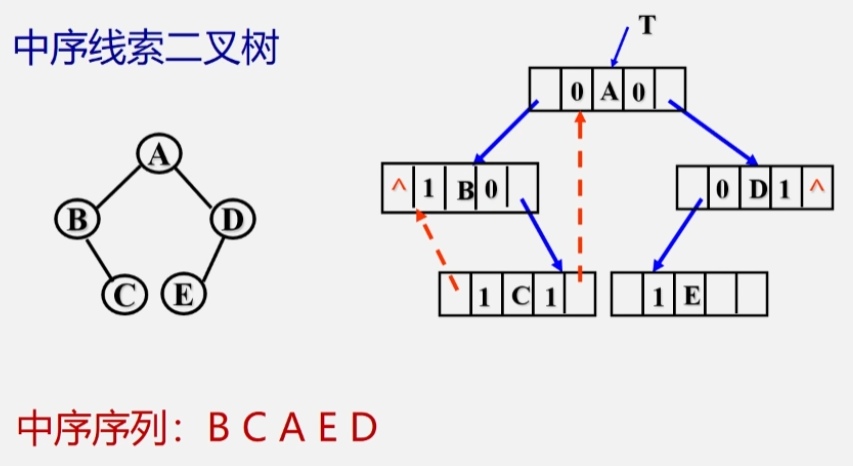 中序线索二叉树
T
0 A 0
A
^ 1 B 0
0 D 1 ^
B D
C E
1 C 1
1 E
中序序列：B C A E D